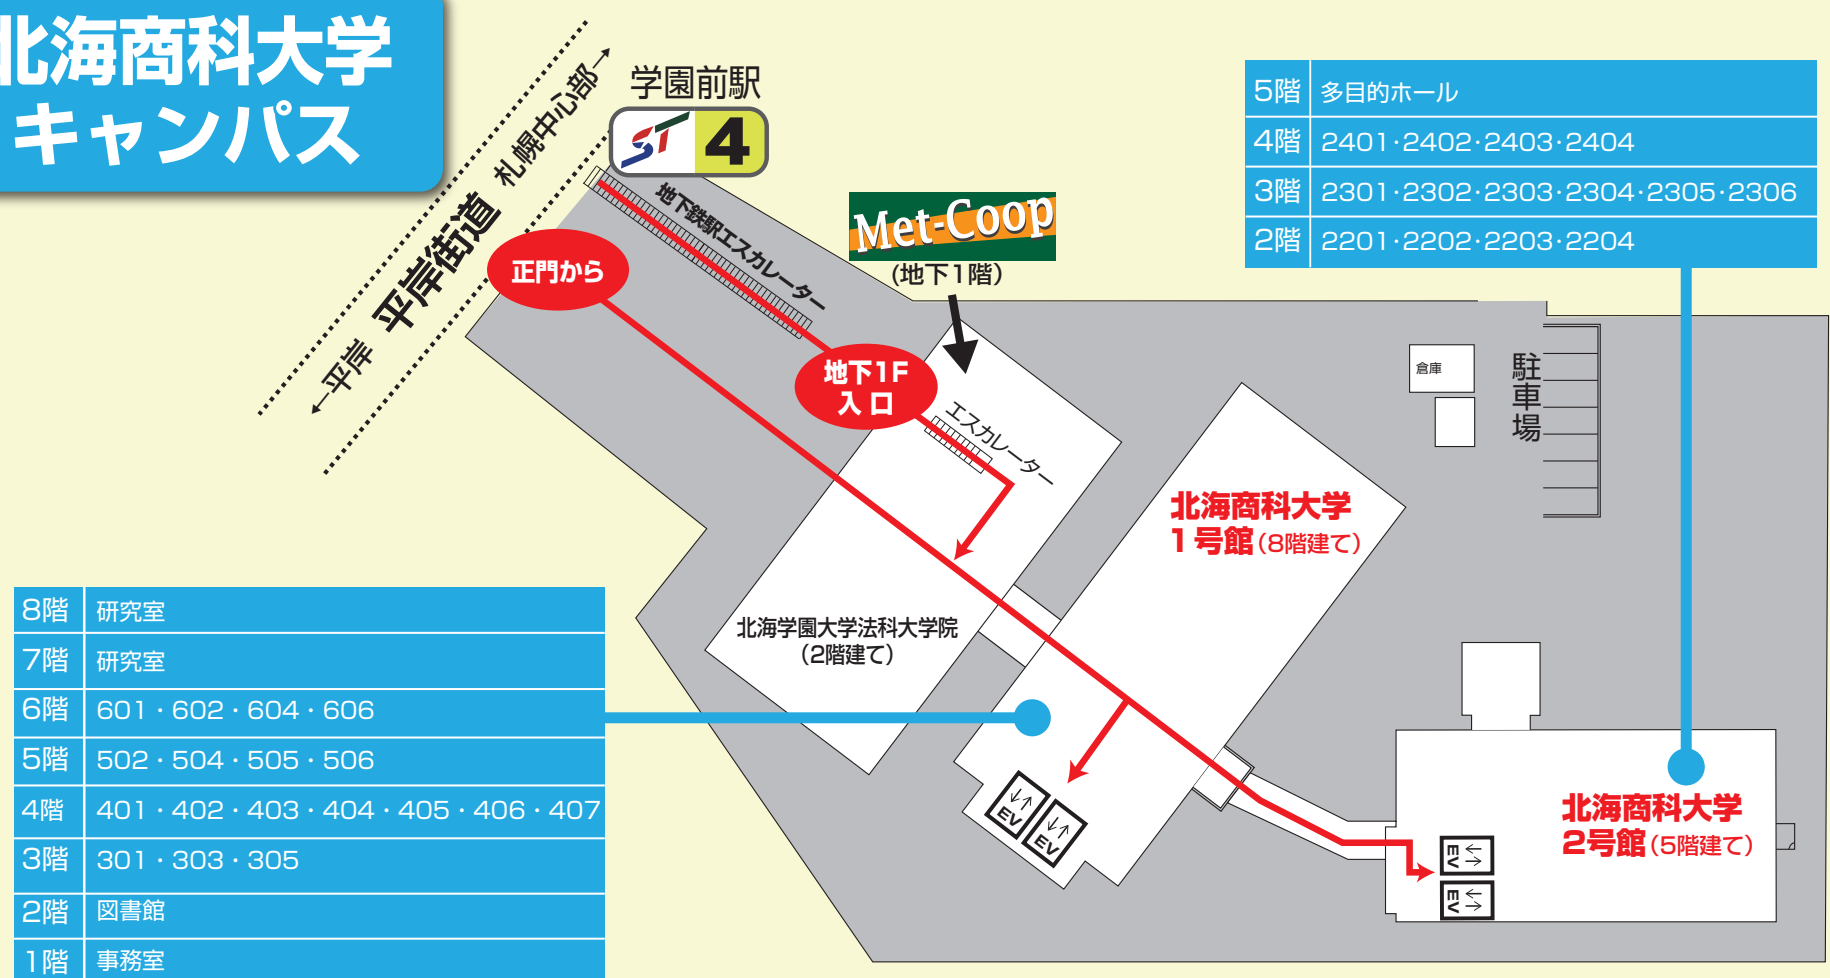 北海商科大学
キャンパス
札幌中心部→
平岸街道
←平岸
学園前駅
ST 4
地下鉄駅エスカレーター
正門から
Met-Coop
(地下1階)
地下1F
入口
エスカレーター
北海学園大学法科大学院
(2階建て)
北海商科大学
1号館(8階建て)
倉庫
駐車場
5階 多目的ホール
4階 2401・2402・2403・2404
3階 2301・2302・2303・2304・2305・2306
2階 2201・2202・2203・2204
8階 研究室
7階 研究室
6階 601・602・604・606
5階 502・504・505・506
4階 401・402・403・404・405・406・407
3階 301・303・305
2階 図書館
1階 事務室
EV
EV
北海商科大学
2号館(5階建て)
EV
EV